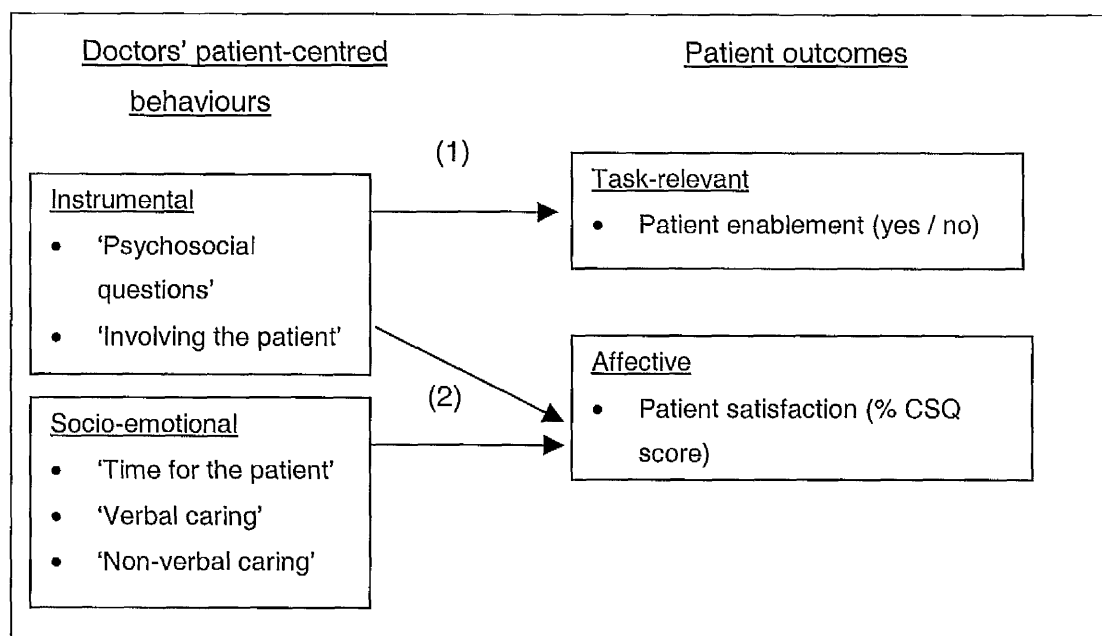 Doctors' patient-centred
behaviours
Patient outcomes
(1)
Instrumental
• 'Psychosocial
questions'
• 'Involving the patient'
Task-relevant
• Patient enablement (yes / no)
(2)
Socio-emotional
• 'Time for the patient'
• 'Verbal caring'
• 'Non-verbal caring'
Affective
• Patient satisfaction (% CSQ
score)